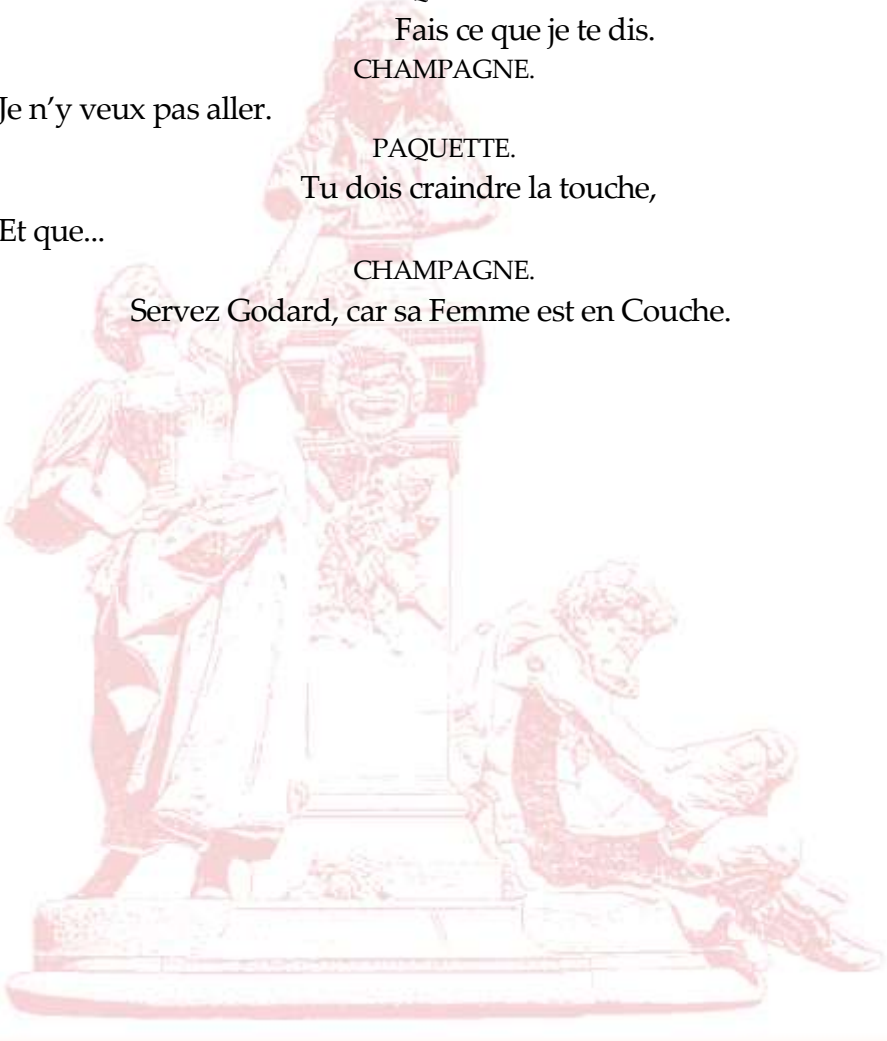 Fais ce que je te dis.
CHAMPAGNE.
Je n'y veux pas aller.
PAQUETTE.
Tu dois craindre la touche,
Et que...
CHAMPAGNE.
Servez Godard, car sa Femme est en Couche.